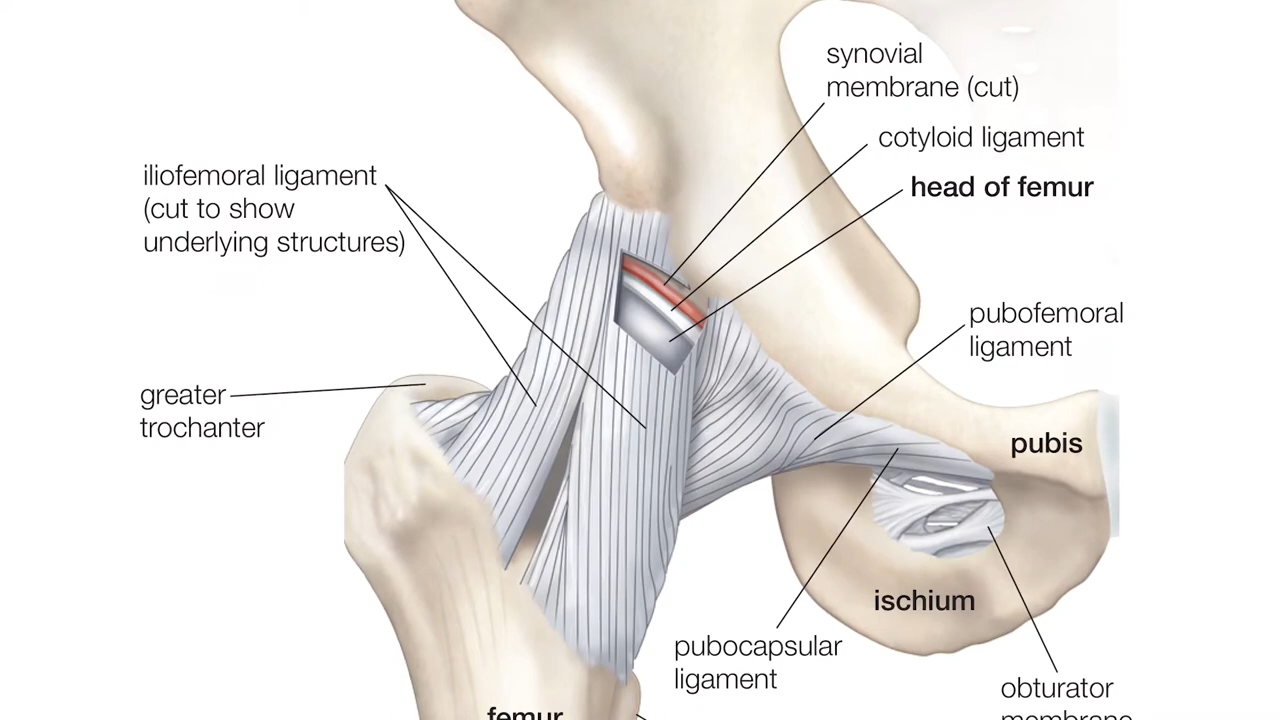 synovial
membrane (cut)
cotyloid ligament
head of femur
iliofemoral ligament
(cut to show
underlying structures)
pubofemoral
ligament
greater
trochanter
pubis
ischium
pubocapsular
ligament
obturator
membrane
femur